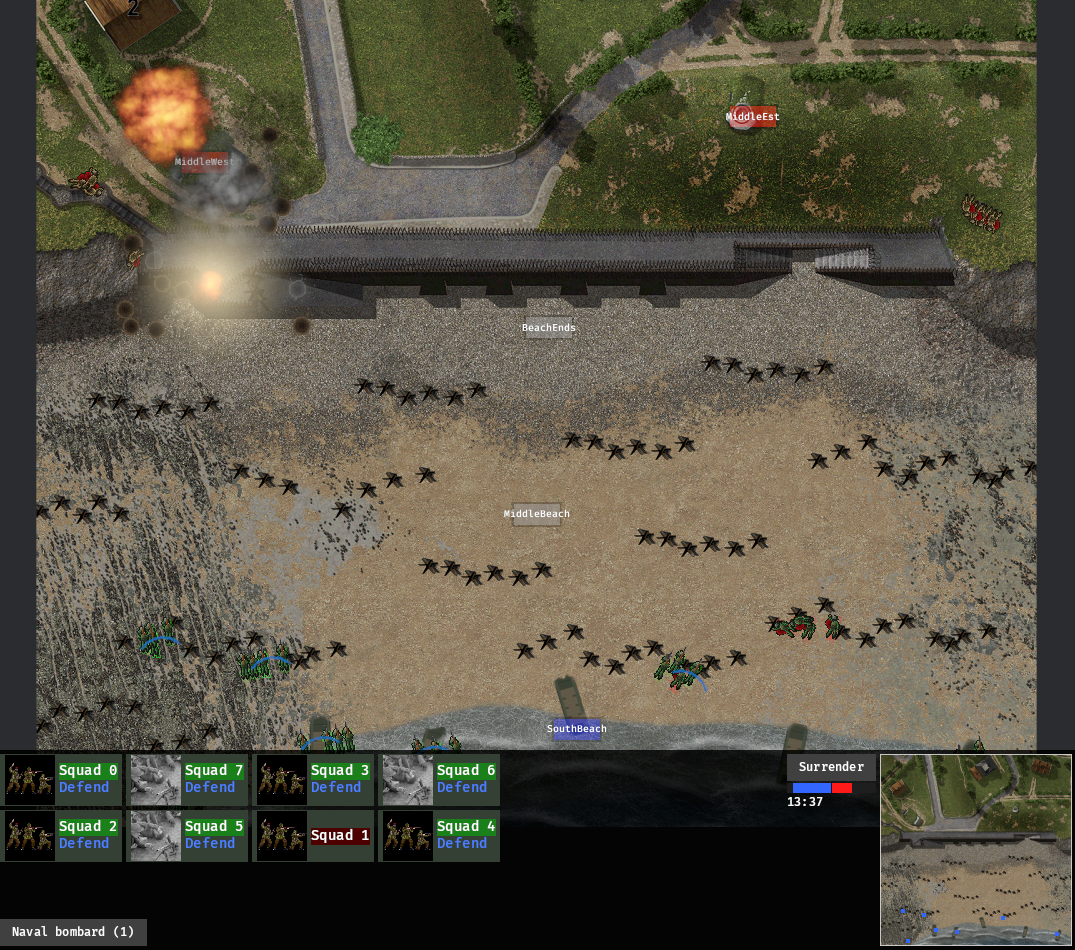 2
MiddleEst
MiddleWest
BeachEnds
MiddleBeach
SouthBeach
Squad 0
Defend
Squad 7
Defend
Squad 3
Defend
Squad 6
Defend
Surrender
13:37
Squad 2
Defend
Squad 5
Defend
Squad 1
Squad 4
Defend
Naval bombard (1)